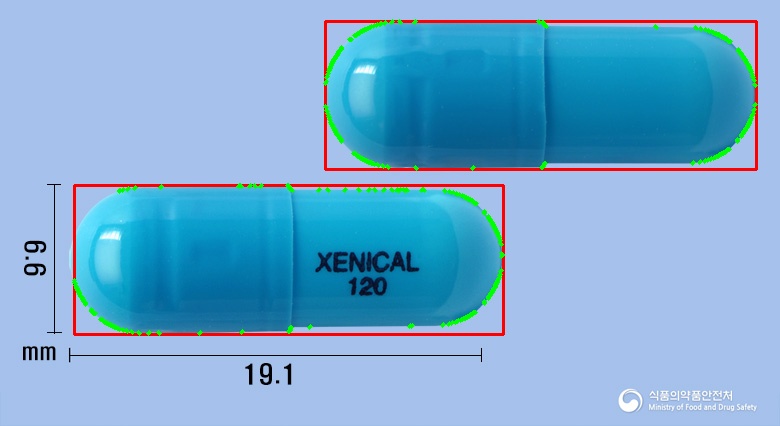 XENICAL
120
6.6
mm
19.1
식품의약품안전처
Ministry of Food and Drug Safety